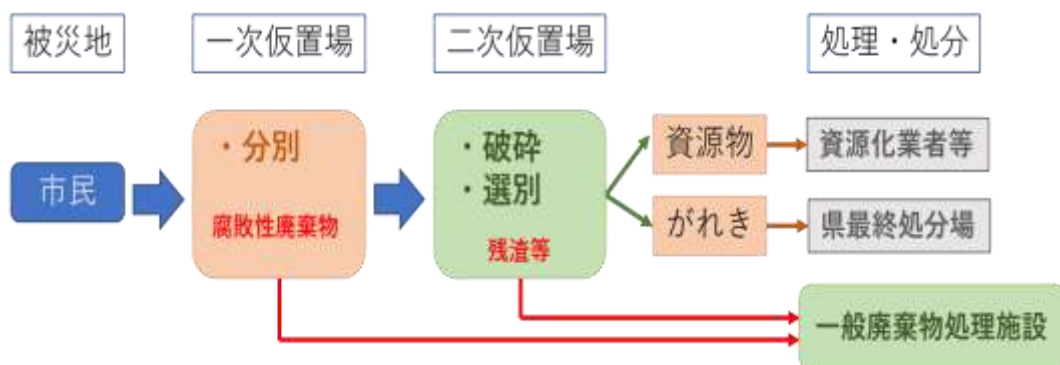 被災地
一次仮置場
二次仮置場
処理・処分
市民
・分別
腐敗性廃棄物
・破砕
・選別
残渣等
資源物
資源化業者等
がれき
県最終処分場
一般廃棄物処理施設